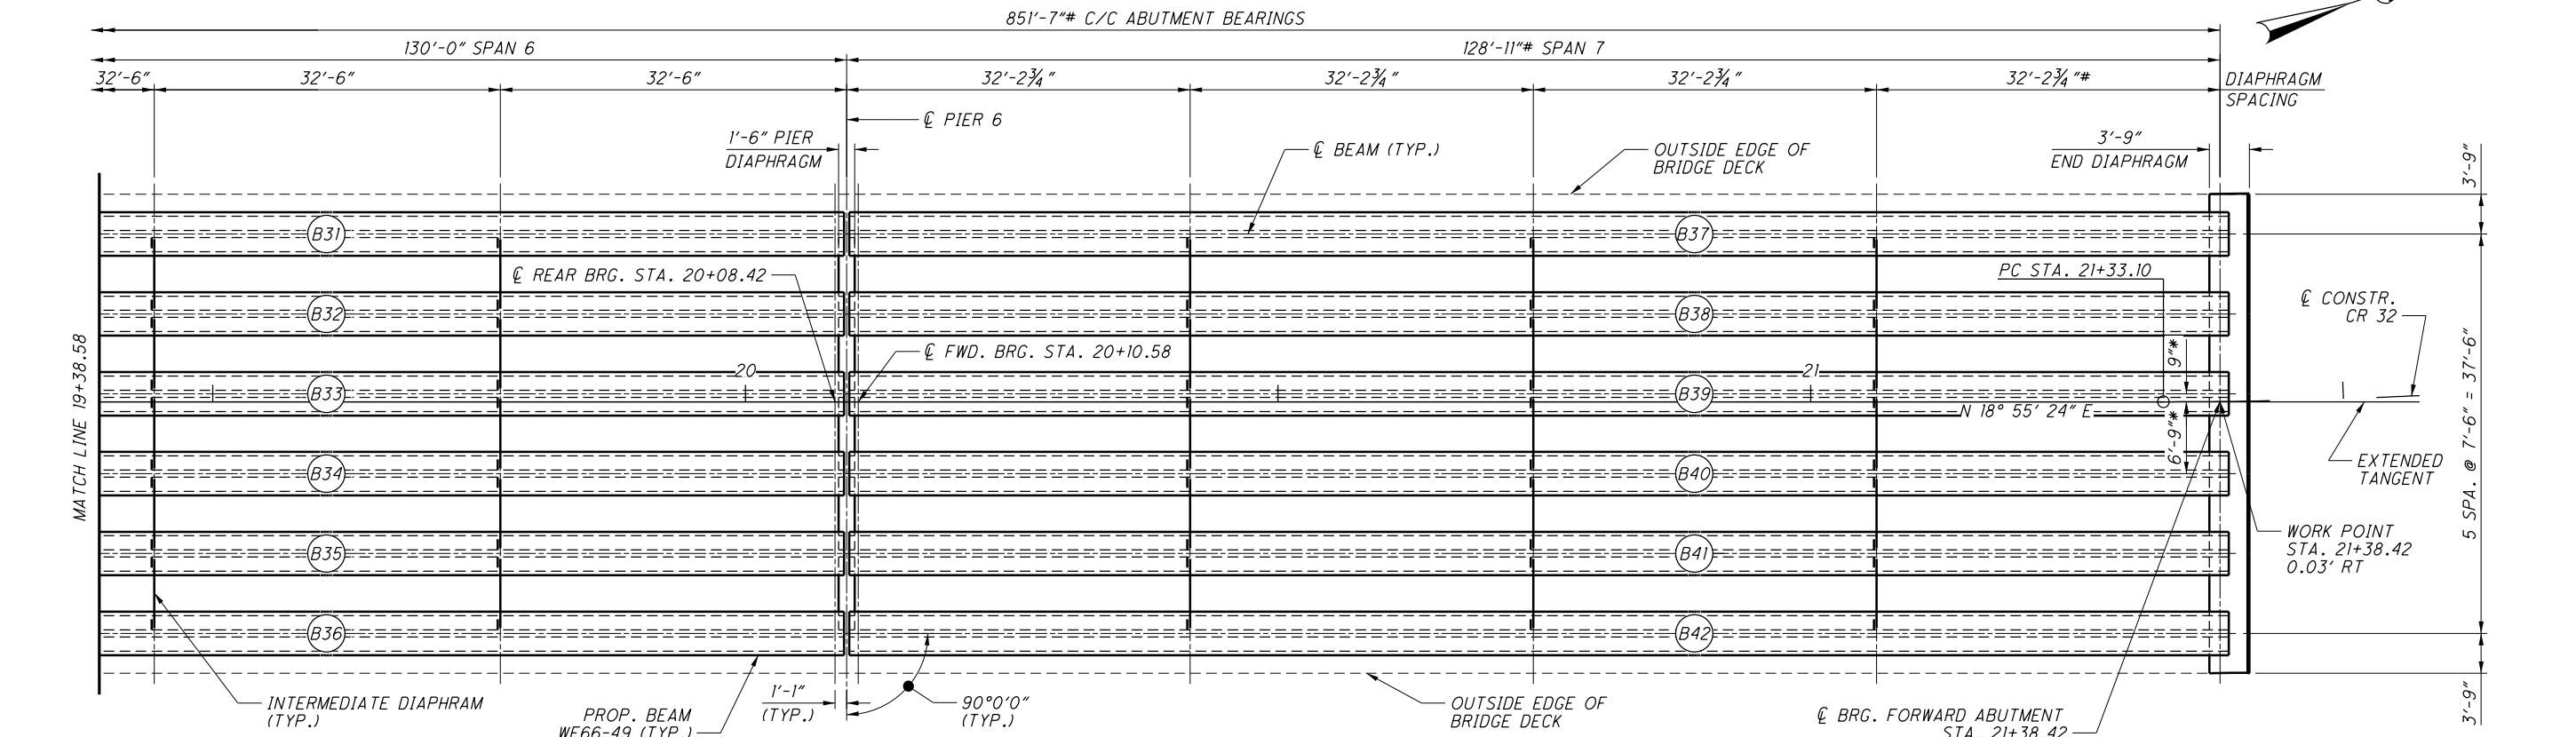 851'-7"# C/C ABUTMENT BEARINGS
130'-0" SPAN 6
128'-11"# SPAN 7
32'-6"
32'-6"
32'-6"
32'-2¾"
32'-2¾"
32'-2¾"
32'-2¾"#
DIAPHRAGM
SPACING
℄ PIER 6
1'-6" PIER
DIAPHRAGM
℄ BEAM (TYP.)
OUTSIDE EDGE OF
BRIDGE DECK
3'-9"
END DIAPHRAGM
3'-9"
B31
B37
℄ REAR BRG. STA. 20+08.42
PC STA. 21+33.10
B32
B38
℄ CONSTR.
CR 32
MATCH LINE 19+38.58
℄ FWD. BRG. STA. 20+10.58
9"*
20
21
B33
B39
N 18° 55' 24" E
6'-9"*
5 SPA. @ 7'-6" = 37'-6"
B34
B40
EXTENDED
TANGENT
B35
B41
WORK POINT
STA. 21+38.42
0.03' RT
B36
B42
INTERMEDIATE DIAPHRAM
(TYP.)
PROP. BEAM
WF66-49 (TYP.)
1'-1"
(TYP.)
90°0'0"
(TYP.)
OUTSIDE EDGE OF
BRIDGE DECK
℄ BRG. FORWARD ABUTMENT
STA. 21+38.42
3'-9"